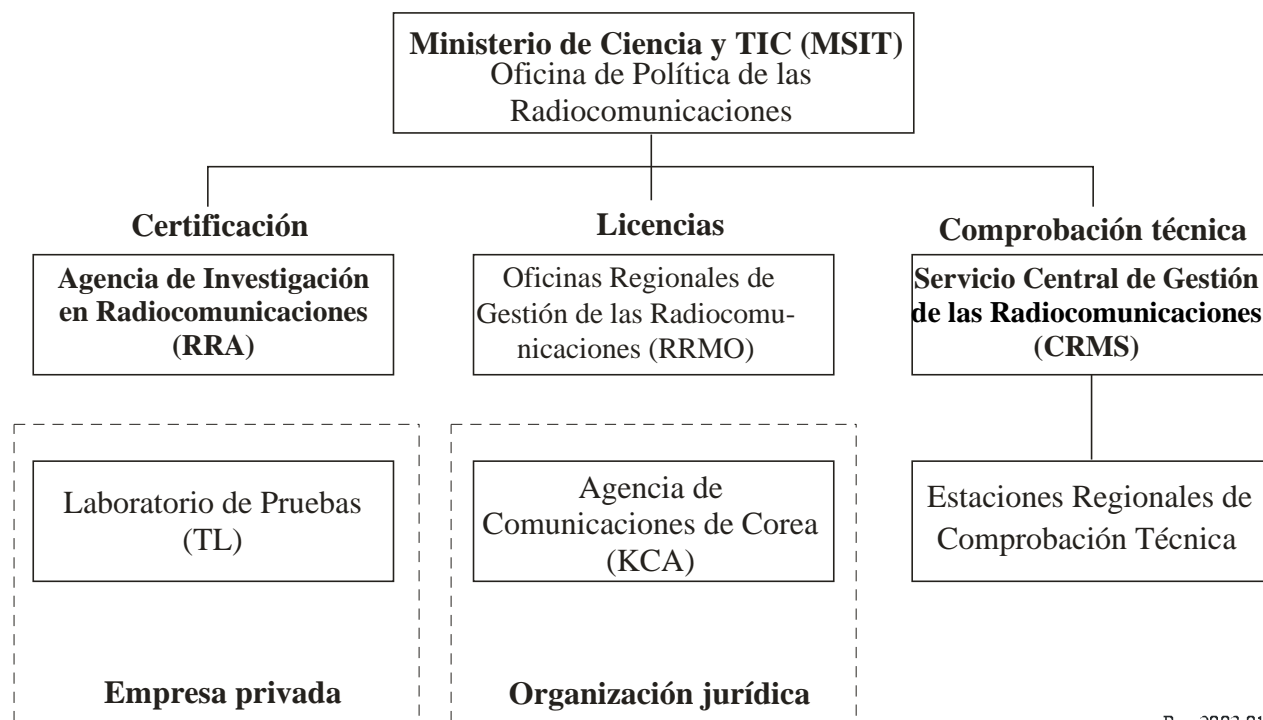 Ministerio de Ciencia y TIC (MSIT)
Oficina de Política de las
Radiocomunicaciones
Certificación
Agencia de Investigación
en Radiocomunicaciones
(RRA)
Licencias
Oficinas Regionales de
Gestión de las Radiocomu-
nicaciones (RRMO)
Comprobación técnica
Servicio Central de Gestión
de las Radiocomunicaciones
(CRMS)
Laboratorio de Pruebas
(TL)
Empresa privada
Agencia de
Comunicaciones de Corea
(KCA)
Organización jurídica
Estaciones Regionales de
Comprobación Técnica